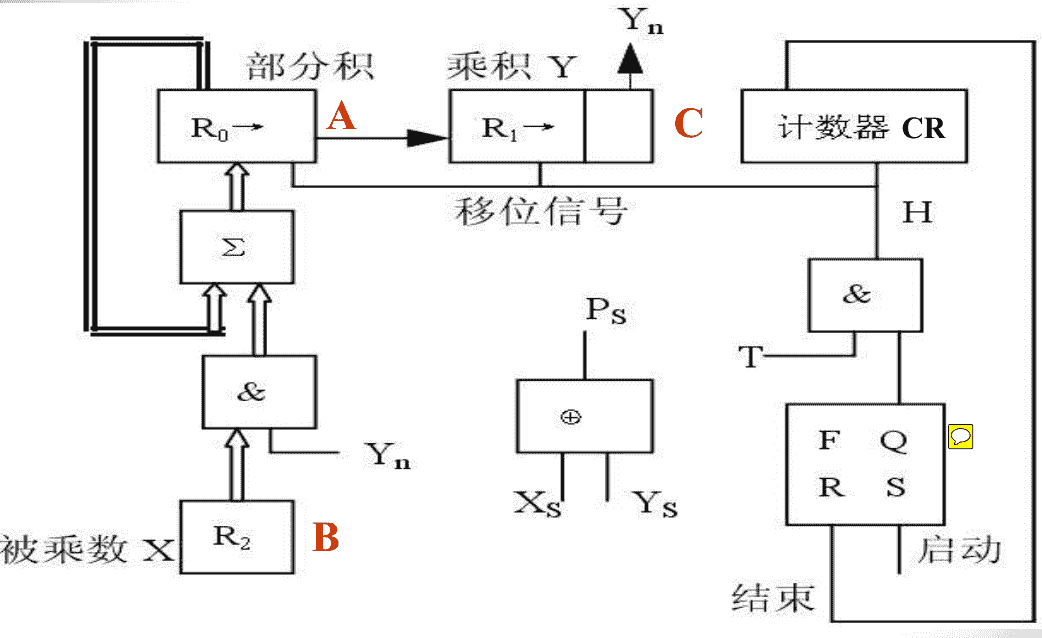 Yn
部分积
乘积 Y
R0→
A
R1→
C
计数器 CR
移位信号
H
Σ
&
PS
T
&
⊕
F Q
R S
Yn
XS
YS
被乘数 X
R2
B
启动
结束